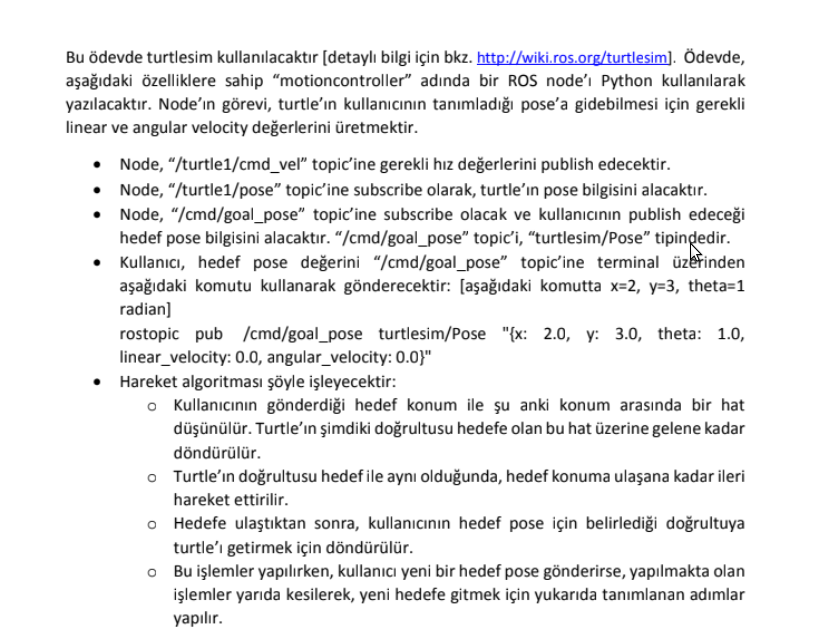 Bu ödevde turtlesim kullanılacaktır [detaylı bilgi için bkz. http://wiki.ros.org/turtlesim]. Ödevde,
aşağıdaki özelliklere sahip “motioncontroller” adında bir ROS node’ı Python kullanılarak
yazılacaktır. Node’ın görevi, turtle’ın kullanıcının tanımladığı pose’a gidebilmesi için gerekli
linear ve angular velocity değerlerini üretmektir.
• Node, “/turtle1/cmd_vel” topic’ine gerekli hız değerlerini publish edecektir.
• Node, “/turtle1/pose” topic’ine subscribe olarak, turtle’ın pose bilgisini alacaktır.
• Node, “/cmd/goal_pose” topic’ine subscribe olacak ve kullanıcının publish edeceği
hedef pose bilgisini alacaktır. “/cmd/goal_pose” topic’i, “turtlesim/Pose” tipindedir.
• Kullanıcı, hedef pose değerini “/cmd/goal_pose” topic’ine terminal üzerinden
aşağıdaki komutu kullanarak gönderecektir: [aşağıdaki komutta x=2, y=3, theta=1
radian]
rostopic pub /cmd/goal_pose turtlesim/Pose "{x: 2.0, y: 3.0, theta: 1.0,
linear_velocity: 0.0, angular_velocity: 0.0}"
• Hareket algoritması şöyle işleyecektir:
o Kullanıcının gönderdiği hedef konum ile şu anki konum arasında bir hat
düşünülür. Turtle’ın şimdiki doğrultusu hedefe olan bu hat üzerine gelene kadar
döndürülür.
o Turtle’ın doğrultusu hedef ile aynı olduğunda, hedef konuma ulaşana kadar ileri
hareket ettirilir.
o Hedefe ulaştıktan sonra, kullanıcının hedef pose için belirlediği doğrultuya
turtle’ı getirmek için döndürülür.
o Bu işlemler yapılırken, kullanıcı yeni bir hedef pose gönderirse, yapılmakta olan
işlemler yarıda kesilerek, yeni hedefe gitmek için yukarıda tanımlanan adımlar
yapılır.